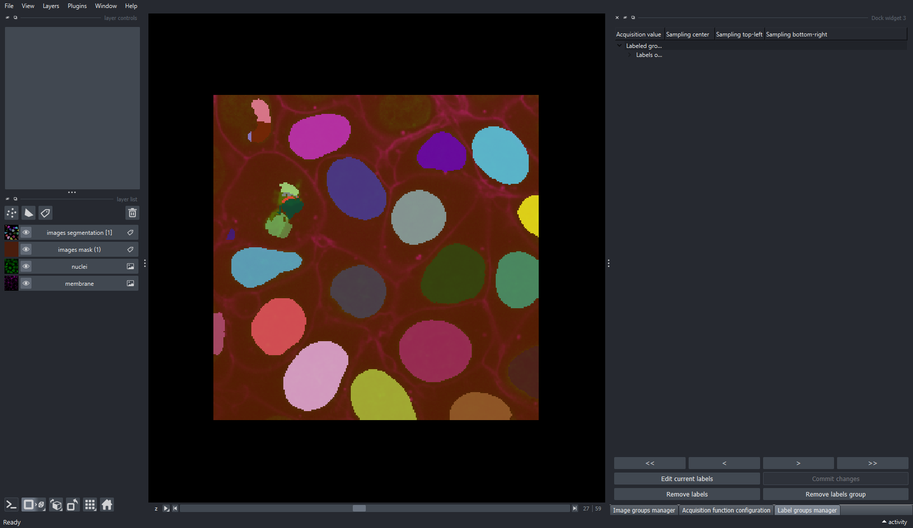 File View Layers Plugins Window Help
layer controls
Dock widget 5
Acquisition value Sampling center Sampling top-left Sampling bottom-right
Labeled gro...
Labels o...
layer list
images segmentation [1]
images mask (1)
nuclei
membrane
<< < > >>
Edit current labels Commit changes
Remove labels Remove labels group
z 27 59
Image groups manager Acquisition function configuration Label groups manager
Ready activity